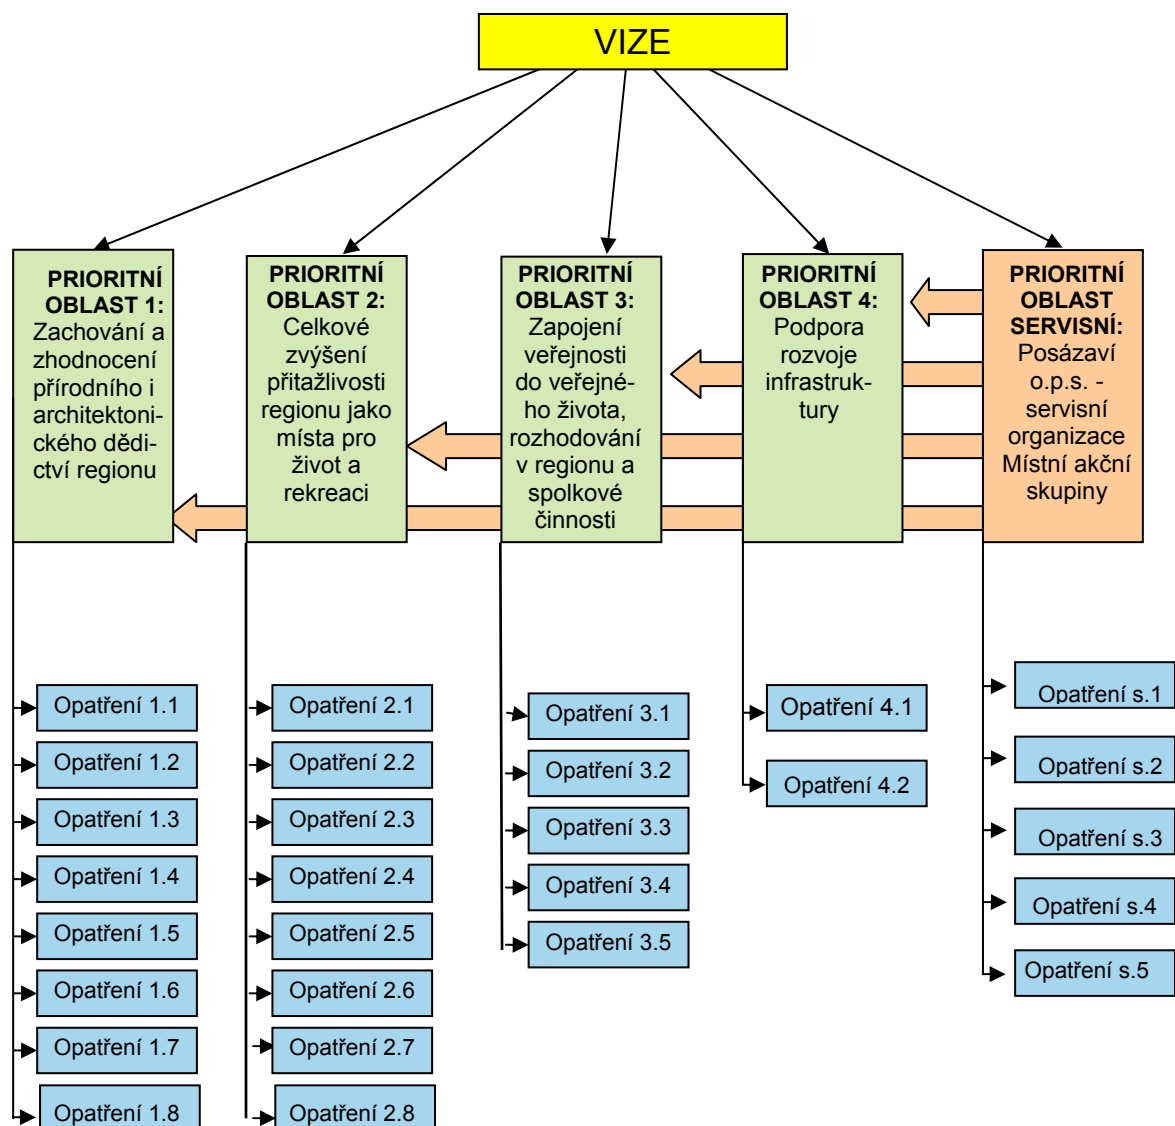 VIZE
PRIORITNÍ
OBLAST 1:
Zachování a
zhodnocení
přírodního i
architektoni-
ckého dědi-
ctví regionu
PRIORITNÍ
OBLAST 2:
Celkové
zvýšení
přitažlivosti
regionu jako
místa pro
život a
rekreaci
PRIORITNÍ
OBLAST 3:
Zapojení
veřejnosti
do veřejné-
ho života,
rozhodování
v regionu a
spolkové
činnosti
PRIORITNÍ
OBLAST 4:
Podpora
rozvoje
infrastruk-
tury
PRIORITNÍ
OBLAST
SERVISNÍ:
Posázaví
o.p.s. -
servisní
organizace
Místní akční
skupiny
Opatření 1.1
Opatření 1.2
Opatření 1.3
Opatření 1.4
Opatření 1.5
Opatření 1.6
Opatření 1.7
Opatření 1.8
Opatření 2.1
Opatření 2.2
Opatření 2.3
Opatření 2.4
Opatření 2.5
Opatření 2.6
Opatření 2.7
Opatření 2.8
Opatření 3.1
Opatření 3.2
Opatření 3.3
Opatření 3.4
Opatření 3.5
Opatření 4.1
Opatření 4.2
Opatření s.1
Opatření s.2
Opatření s.3
Opatření s.4
Opatření s.5